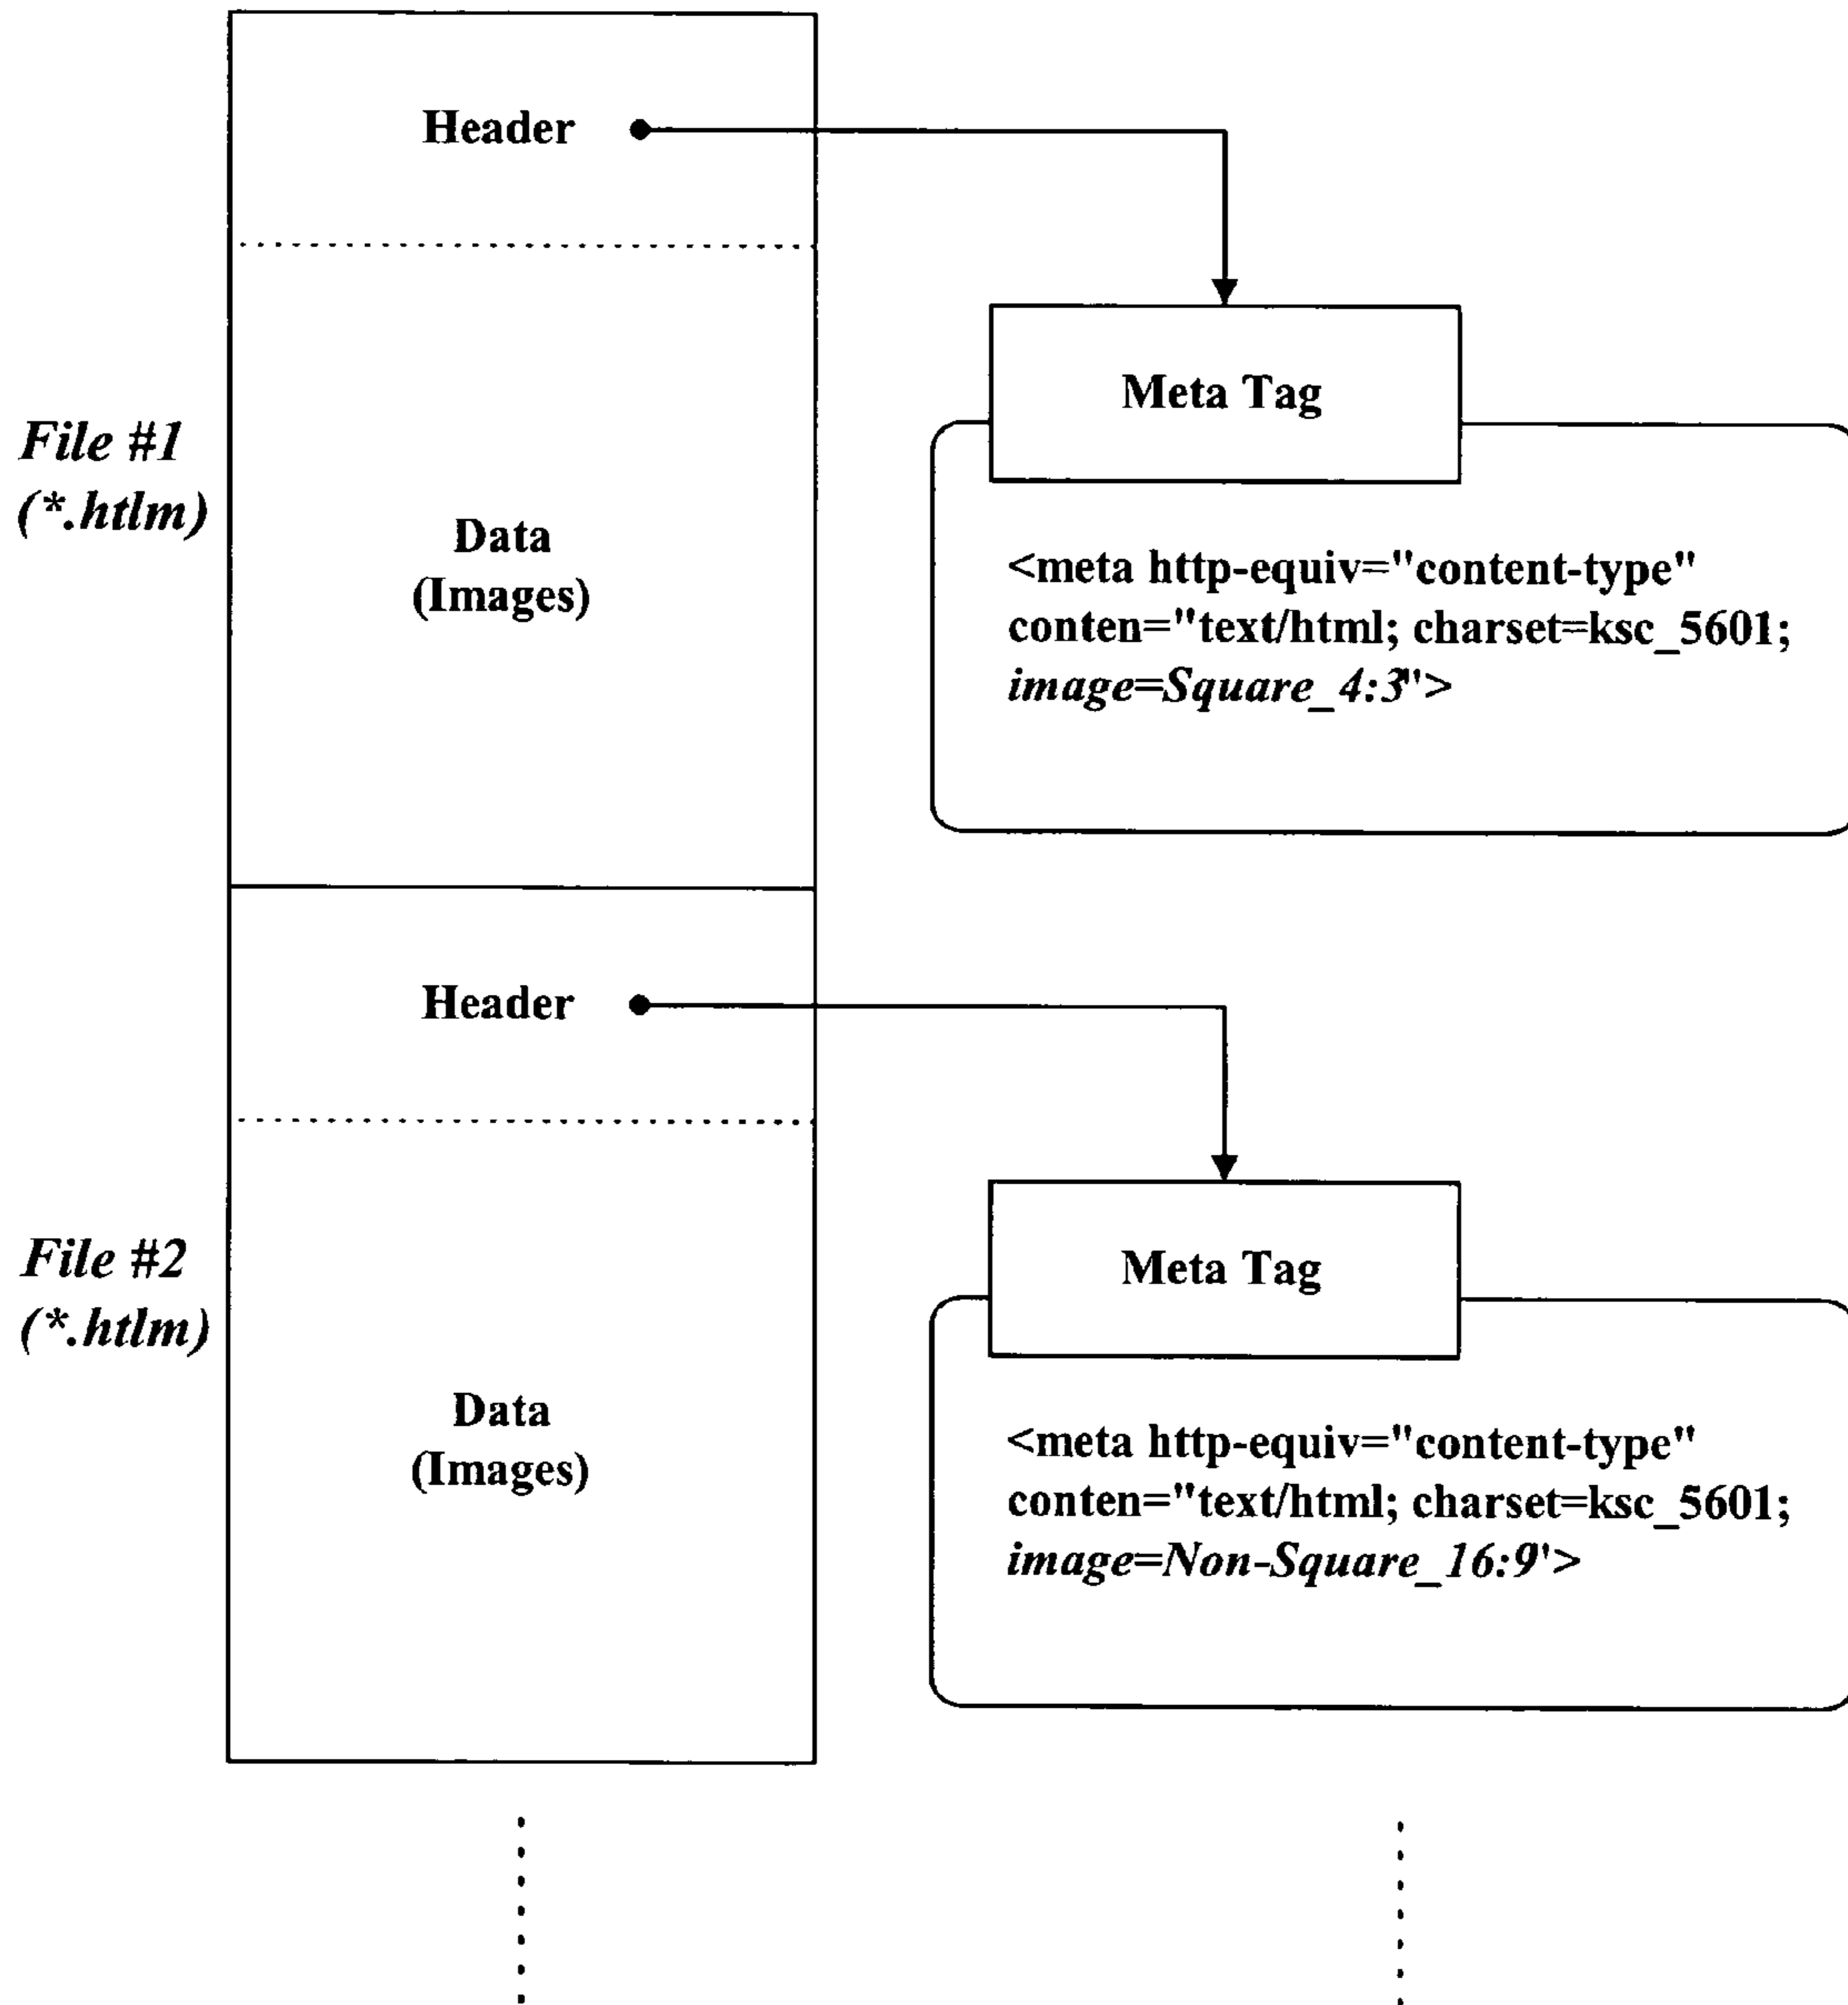 Header
Meta Tag
File #1
(*.htlm)
Data
(Images)
<meta http-equiv="content-type"
conten="text/html; charset=ksc_5601;
image=Square_4:3">
Header
Meta Tag
File #2
(*.htlm)
Data
(Images)
<meta http-equiv="content-type"
conten="text/html; charset=ksc_5601;
image=Non-Square_16:9'>